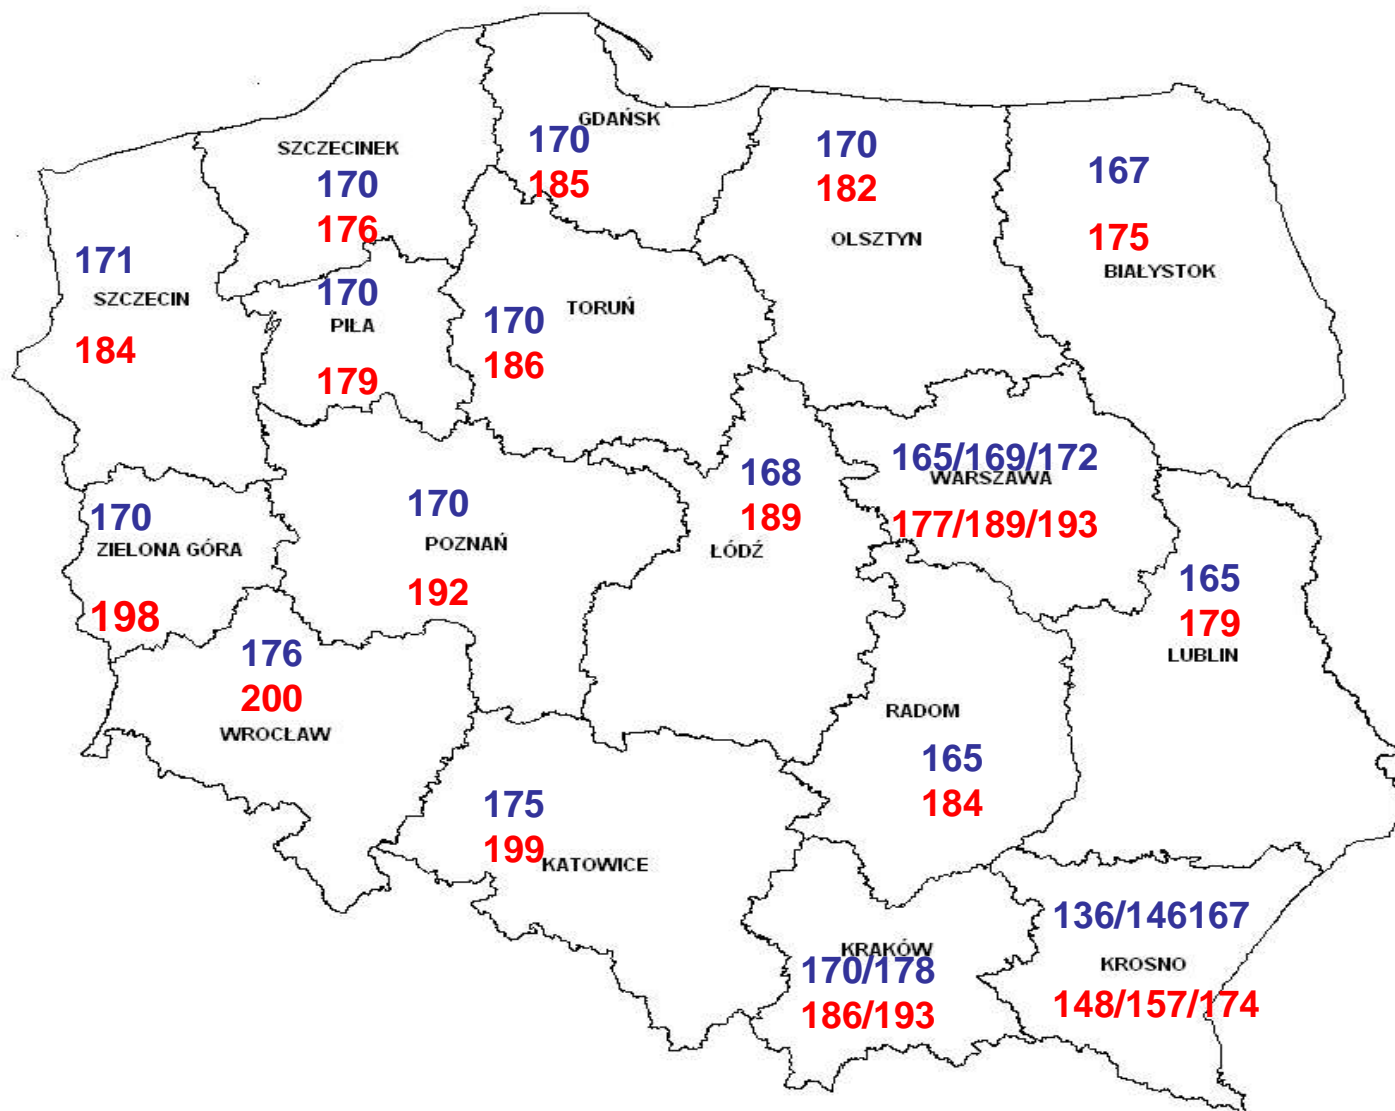 GDAŃSK
170
185
SZCZECINEK
170
176
170
182
OLSZTYN
167
175
BIAŁYSTOK
171
SZCZECIN
184
170
PIŁA
179
TORUŃ
170
186
165/169/172
WARSZAWA
177/189/193
168
189
ŁÓDŹ
170
POZNAŃ
192
170
ZIELONA GÓRA
198
165
179
LUBLIN
176
200
WROCŁAW
RADOM
165
184
175
199
KATOWICE
KRAKÓW
170/178
186/193
136/146167
KROSNO
148/157/174